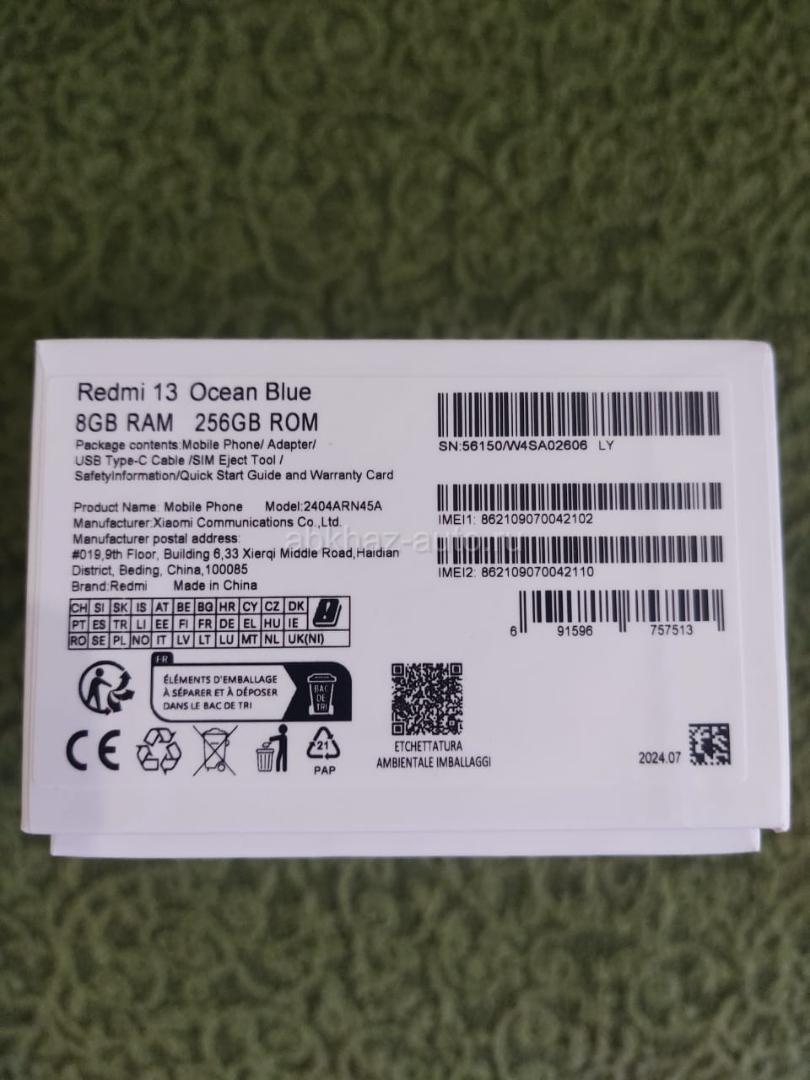 Redmi 13 Ocean Blue
8GB RAM 256GB ROM
Package contents:Mobile Phone/ Adapter/
USB Type-C Cable /SIM Eject Tool /
SafetyInformation/Quick Start Guide and Warranty Card
Product Name: Mobile Phone Model:2404ARN45A
Manufacturer:Xiaomi Communications Co.,Ltd.
Manufacturer postal address:
#019,9th Floor, Building 6,33 Xierqi Middle Road,Haidian
District, Beding, China,100085
Brand:Redmi Made in China
SN:56150/W4SA02606 LY
IMEI1: 862109070042102
IMEI2: 862109070042110
6 91596 757513
abkhaz-auto.ru
CH SI SK IS AT BE BG HR CY CZ DK
PT ES TR LI EE FI FR DE EL HU IE
RO SE PL NO IT LV LT LU MT NL UK(NI)
FR
ÉLÉMENTS D'EMBALLAGE
À SÉPARER ET À DÉPOSER
DANS LE BAC DE TRI
BAC
DE
TRI
CE
21
PAP
ETCHETTATURA
AMBIENTALE IMBALLAGGI
2024.07